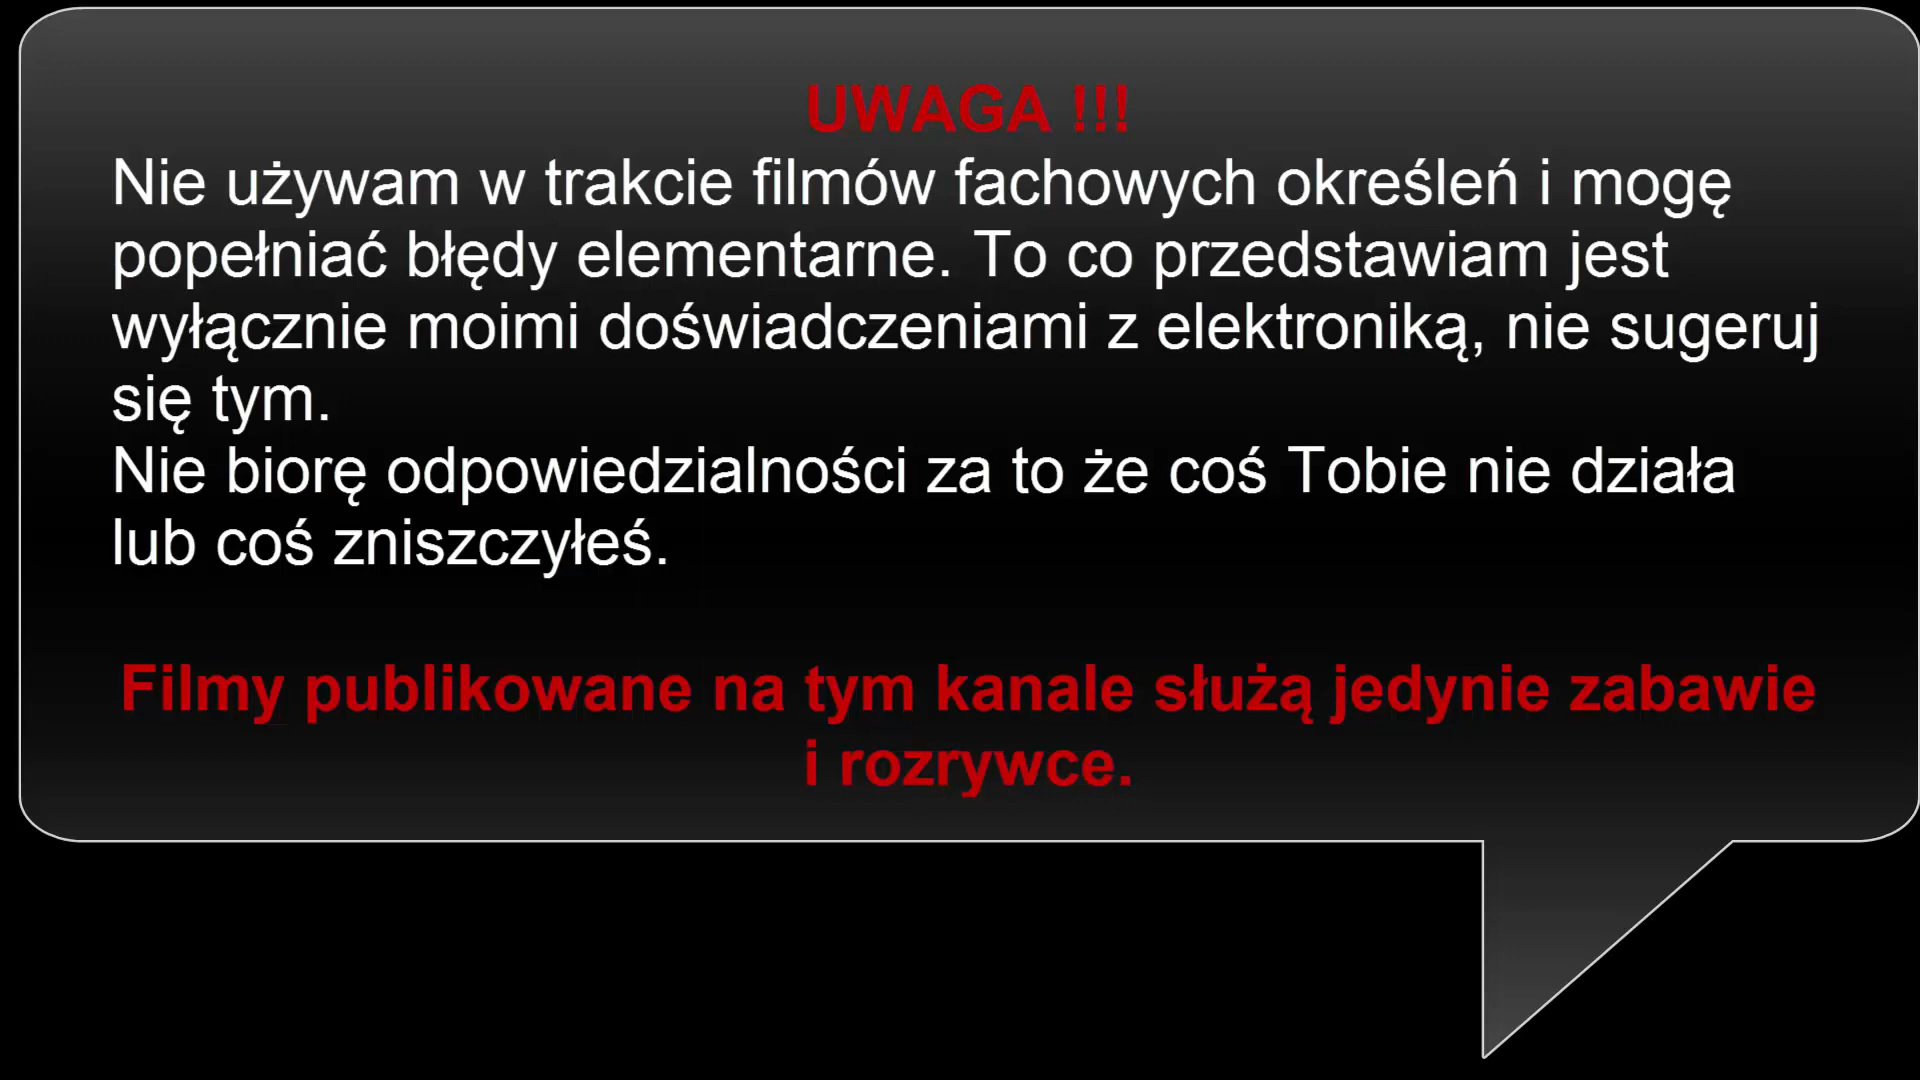 UWAGA !!!
Nie używam w trakcie filmów fachowych określeń i mogę
popełniać błędy elementarne. To co przedstawiam jest
wyłącznie moimi doświadczeniami z elektroniką, nie sugeruj
się tym.
Nie biorę odpowiedzialności za to że coś Tobie nie działa
lub coś zniszczyłeś.
Filmy publikowane na tym kanale służą jedynie zabawie
i rozrywce.